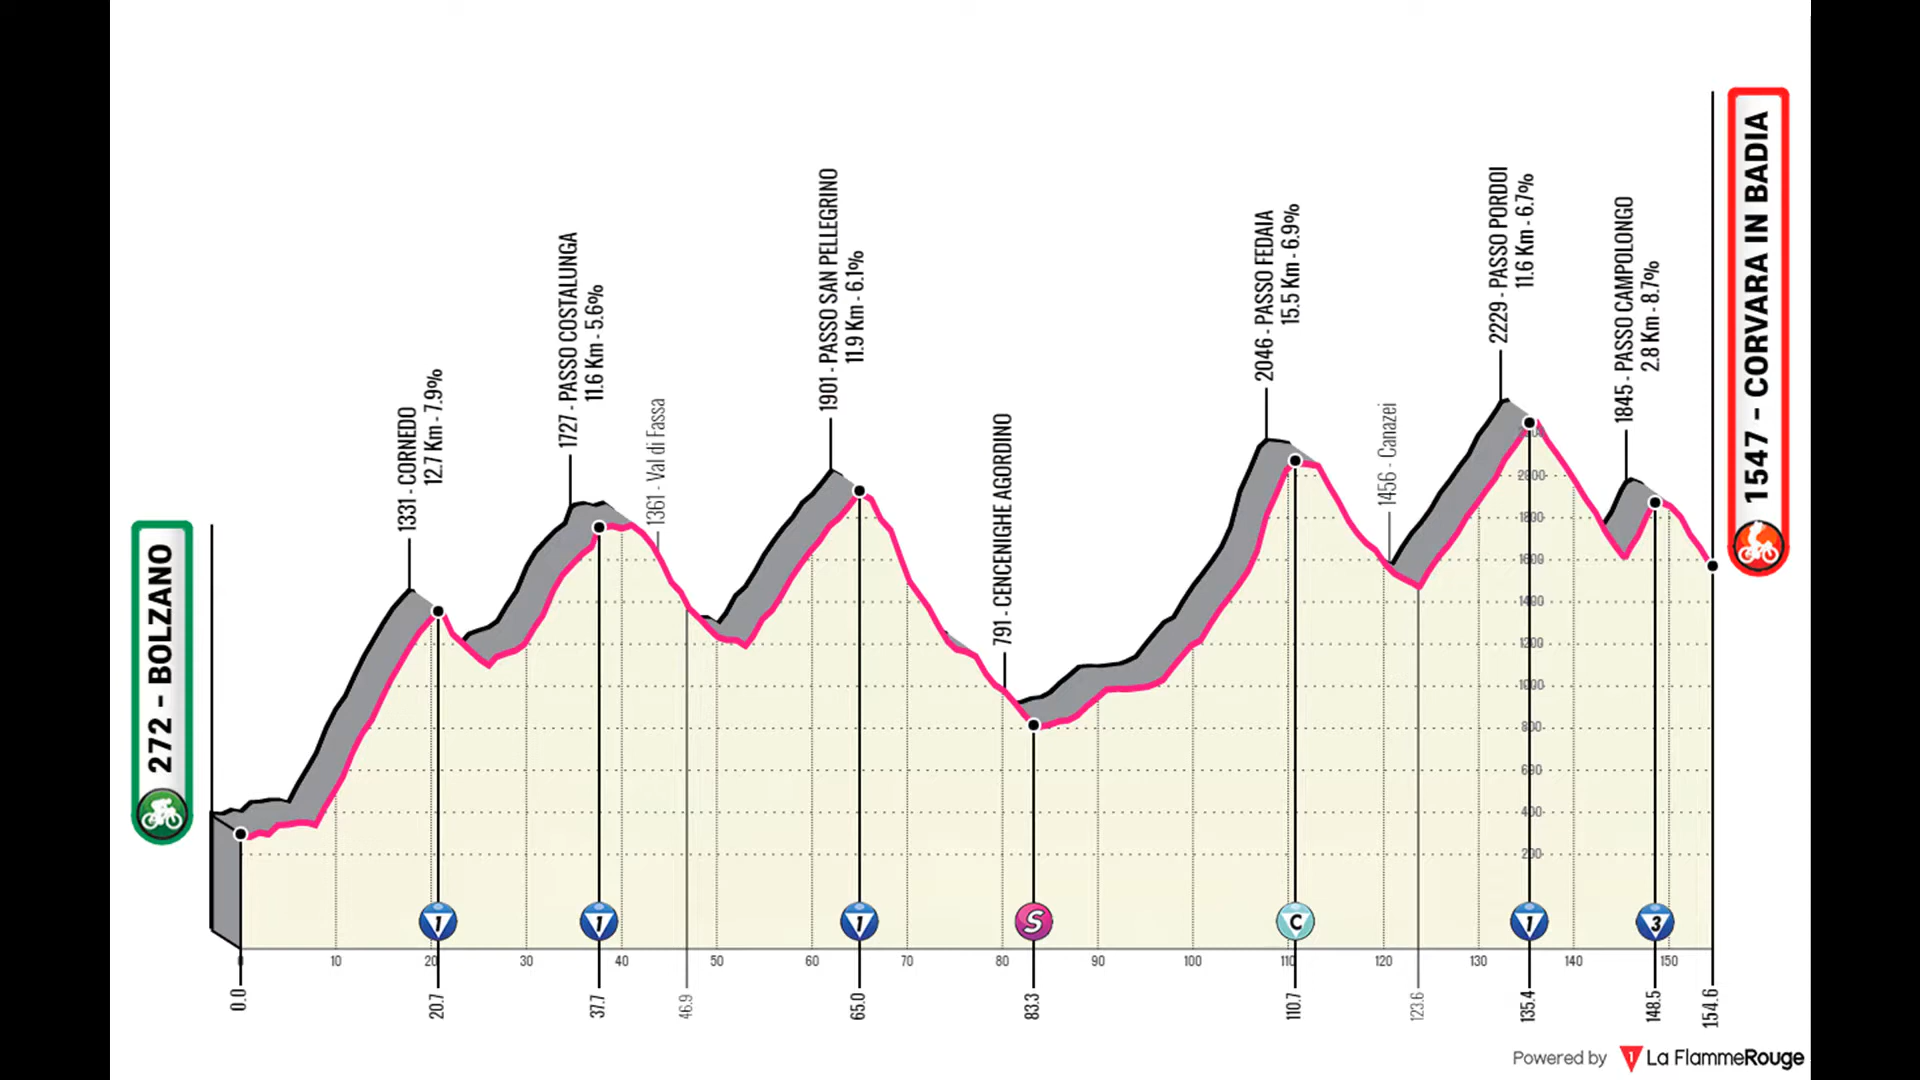 272 - BOLZANO
1331 - CORNEDO
12.7 Km - 7.9%
1727 - PASSO COSTALUNGA
11.6 Km - 5.6%
1361 - Val di Fassa
1901 - PASSO SAN PELLEGRINO
11.9 Km - 6.1%
791 - CENCENIGHE AGORDINO
2046 - PASSO FEDAIA
15.5 Km - 6.9%
1456 - Canazei
2229 - PASSO PORDOI
11.6 Km - 6.7%
1845 - PASSO CAMPOLONGO
2.8 Km - 8.7%
1547 - CORVARA IN BADIA
2000
1800
1600
1400
1200
1000
800
600
400
200
1
1
1
S
C
1
3
10 20 30 40 50 60 70 80 90 100 110 120 130 140 150
0.0 20.7 37.7 46.9 65.0 83.3 110.7 123.6 135.4 148.5 154.6
Powered by 1 La FlammeRouge